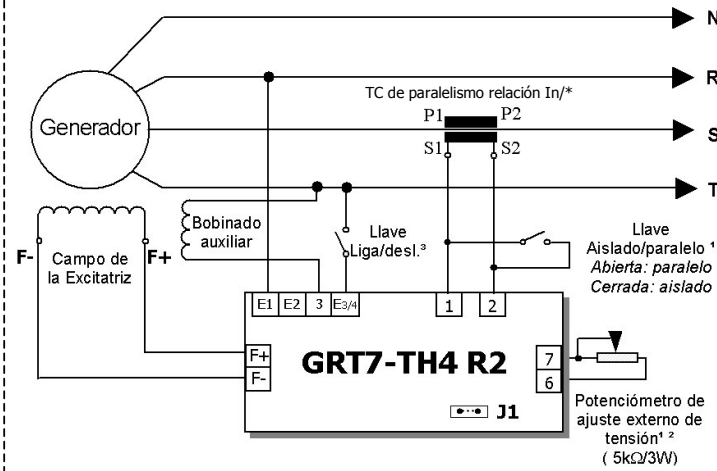 N
R
TC de paralelismo relación In/*
P1 P2
Generador
S
S1 S2
T
Bobinado
auxiliar
Llave
Liga/desl.³
Llave
Aislado/paralelo ¹
Abierta: paralelo
Cerrada: aislado
F- Campo de F+
la Excitatriz
E1 E2 3 E3/4 1 2
F+
F-
GRT7-TH4 R2
7
6
J1
Potenciómetro de
ajuste externo de
tensión¹ ²
( 5kΩ/3W)